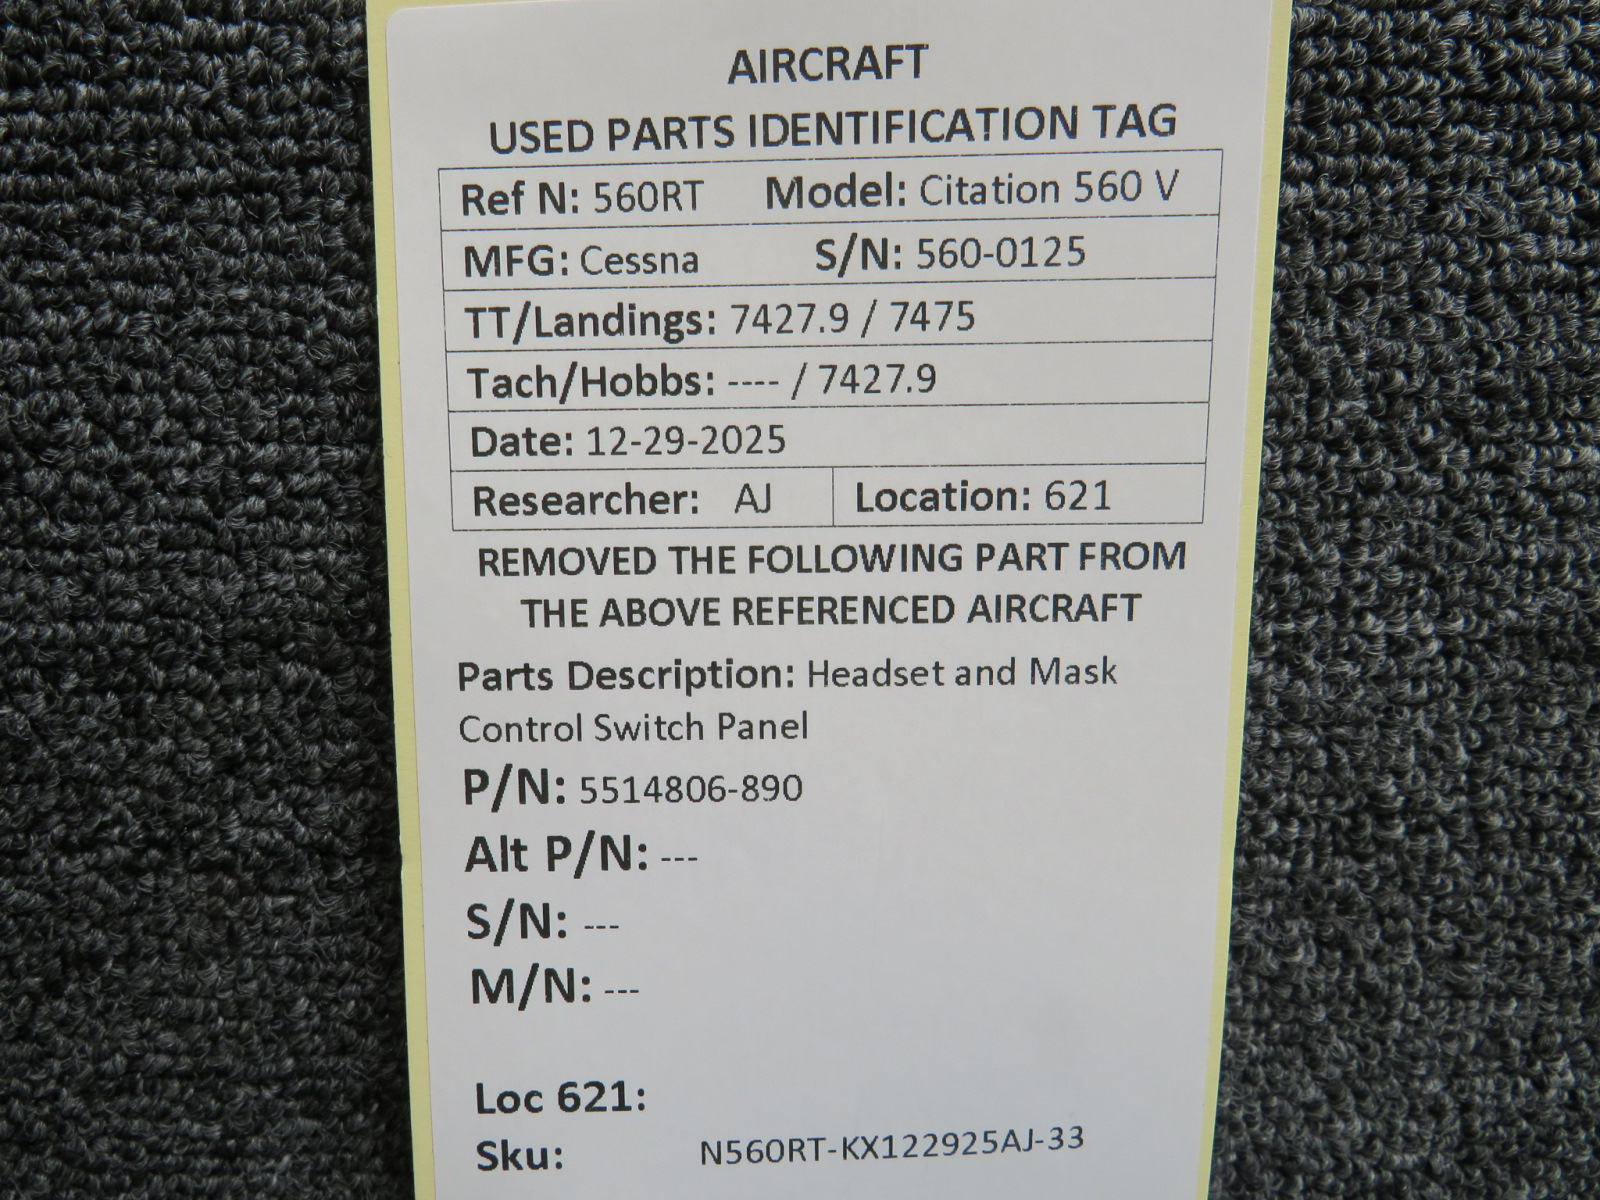 AIRCRAFT
USED PARTS IDENTIFICATION TAG
Ref N: 560RT Model: Citation 560 V
MFG: Cessna S/N: 560-0125
TT/Landings: 7427.9 / 7475
Tach/Hobbs: ---- / 7427.9
Date: 12-29-2025
Researcher: AJ Location: 621
REMOVED THE FOLLOWING PART FROM
THE ABOVE REFERENCED AIRCRAFT
Parts Description: Headset and Mask
Control Switch Panel
P/N: 5514806-890
Alt P/N: ---
S/N: ---
M/N: ---
Loc 621:
Sku: N560RT-KX122925AJ-33